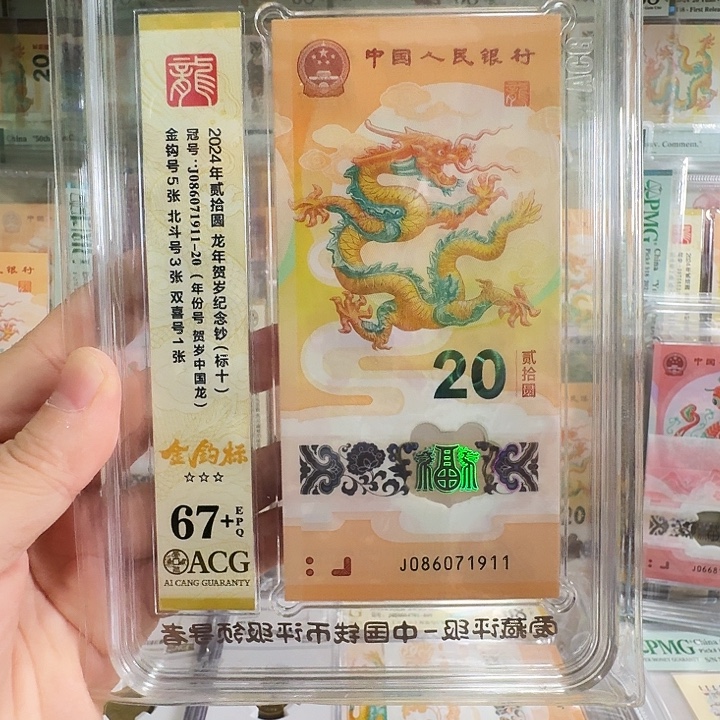 龍
2024年贰拾圆 龙年贺岁纪念钞（标十）
冠号:J086071911-20（年份号 贺岁中国龙）
金钩号5张 北斗号3张 双喜号1张
金钩标
☆☆☆
67+ EPQ
ACG
AI CANG GUARANTY
中国人民银行
20
贰拾圆
福
J086071911
爱藏评级-中国钱币评级领导者
PMG
PMG
20